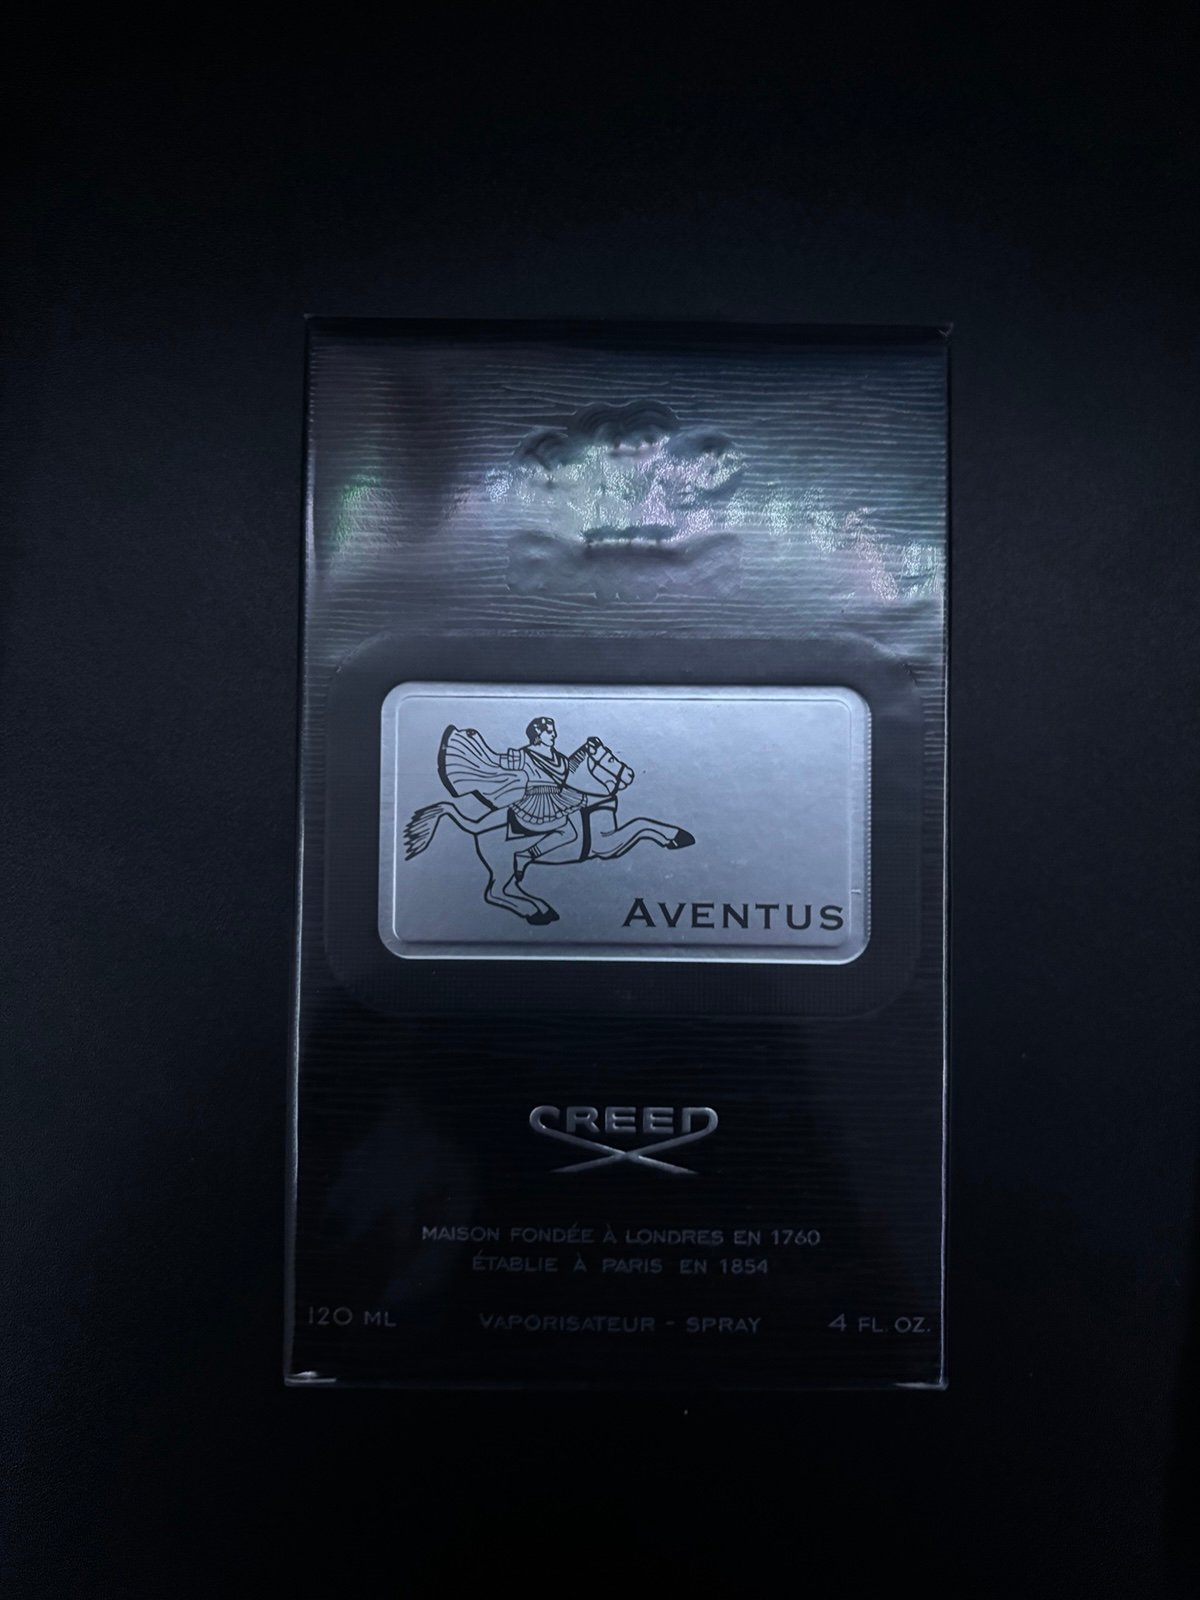 AVENTUS
CREED
MAISON FONDÉE À LONDRES EN 1760
ÉTABLIE À PARIS EN 1854
120 ML VAPORISATEUR - SPRAY 4 FL. OZ.